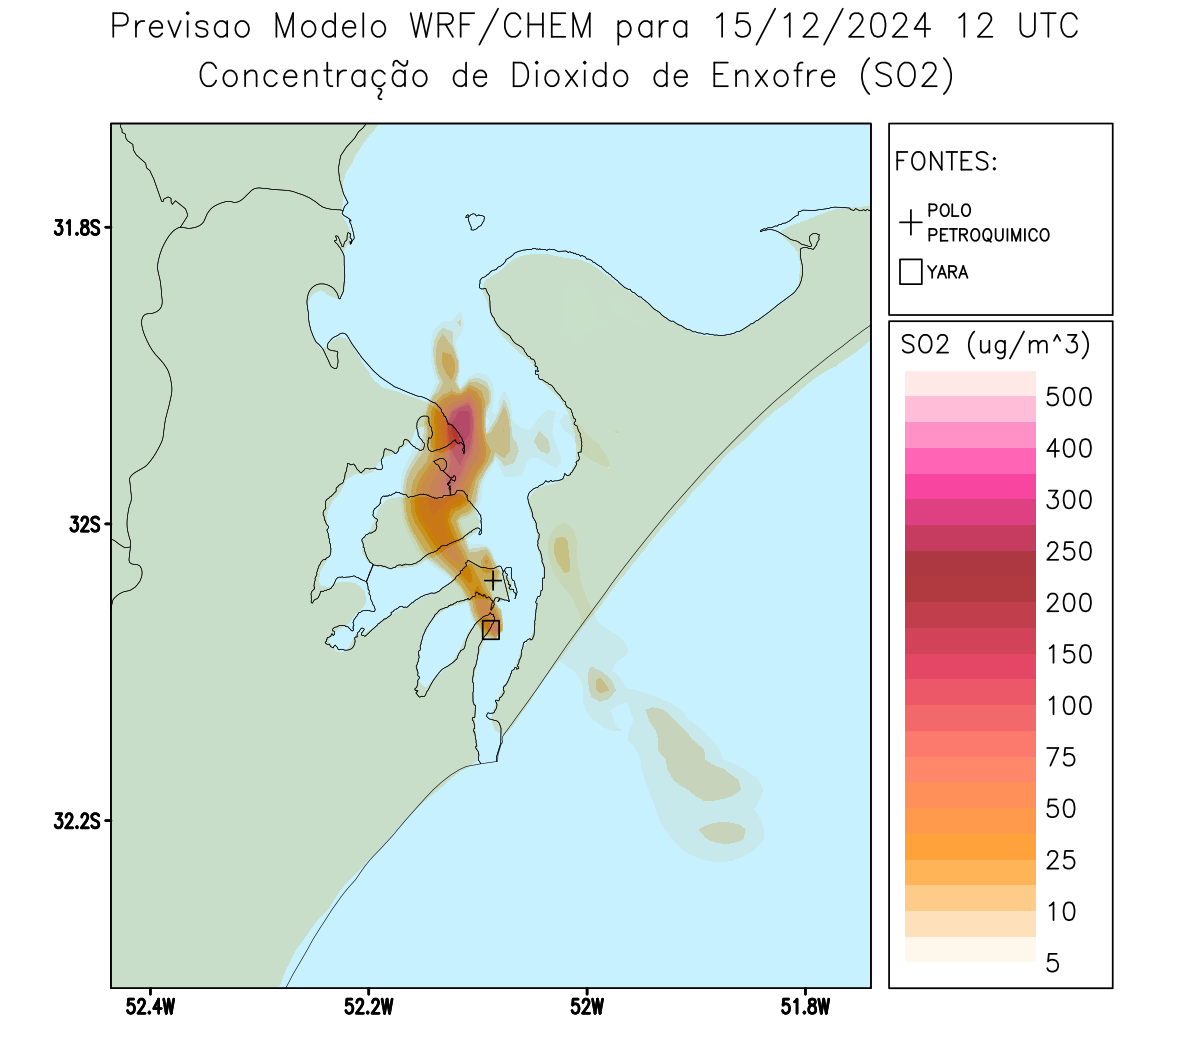 Previsao Modelo WRF/CHEM para 15/12/2024 12 UTC
Concentração de Dioxido de Enxofre (SO2)
FONTES:
POLO
PETROQUIMICO
YARA
SO2 (ug/m^3)
500
400
300
250
200
150
100
75
50
25
10
5
31.8S
32S
32.2S
52.4W
52.2W
52W
51.8W